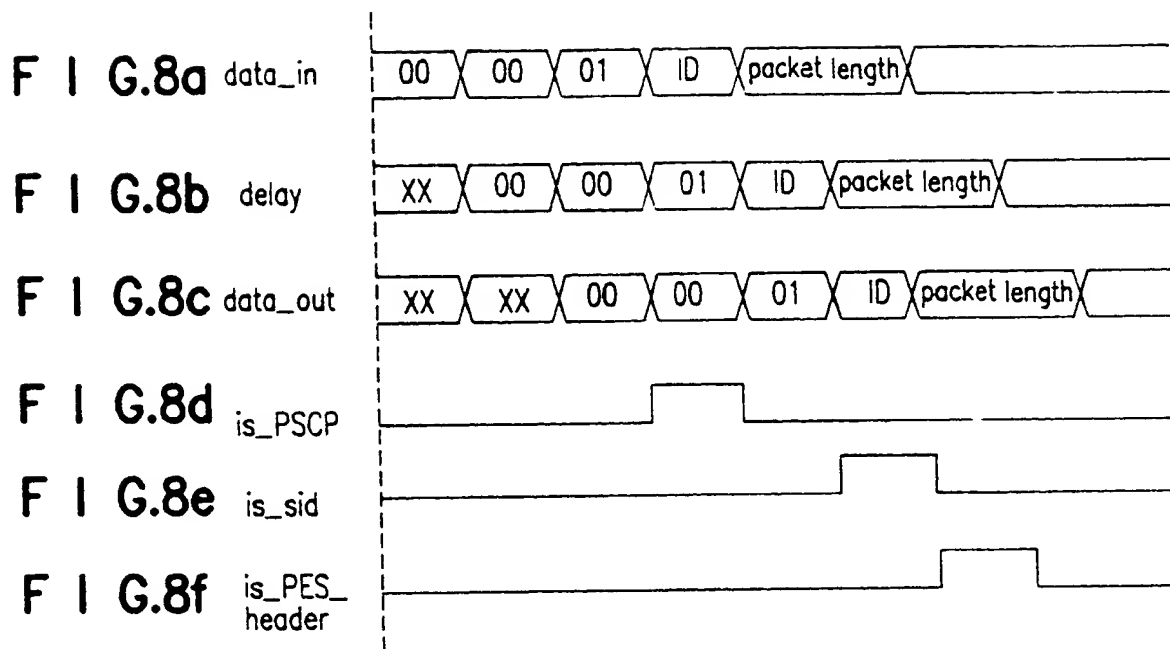 F I G.8a data_in 00 00 01 ID packet length
F I G.8b delay XX 00 00 01 ID packet length
F I G.8c data_out XX XX 00 00 01 ID packet length
F I G.8d is_PSCP
F I G.8e is_sid
F I G.8f is_PES_
header